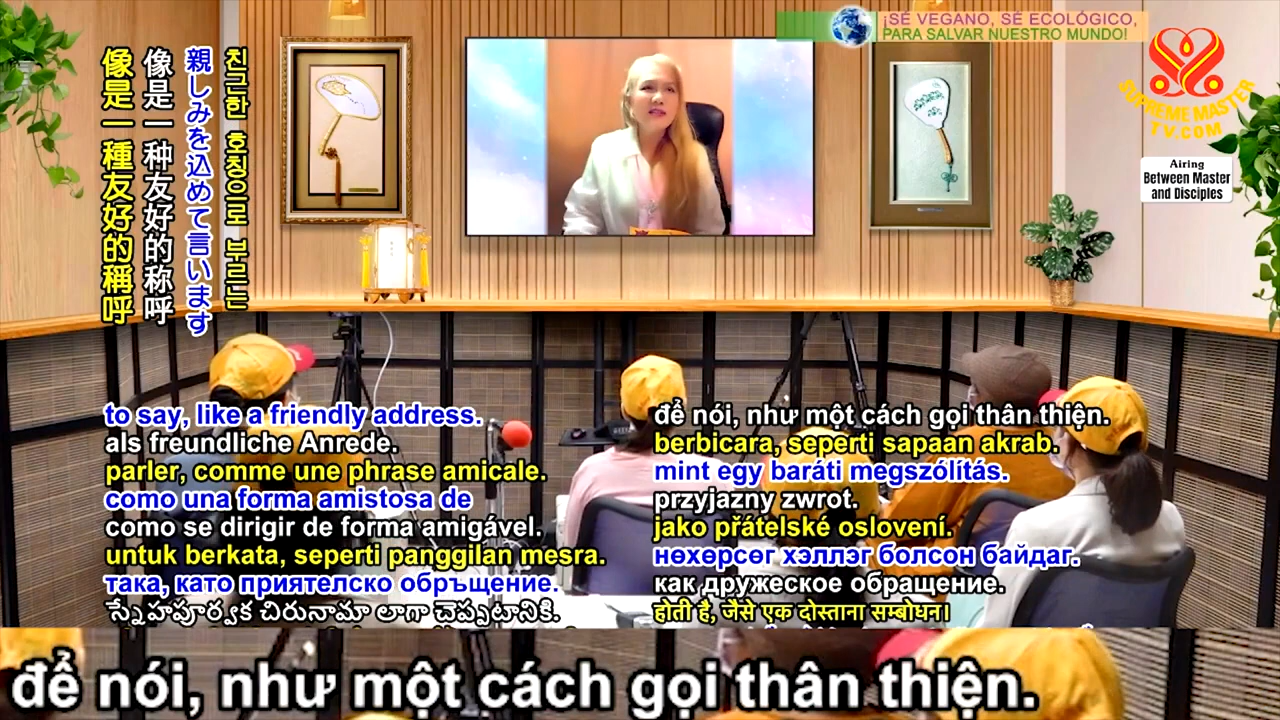 ¡SÉ VEGANO, SÉ ECOLÓGICO,
PARA SALVAR NUESTRO MUNDO!
SUPREME MASTER
TV.COM
Airing
Between Master
and Disciples
친근한 호칭으로 부르는
親しみを込めて言います
像是一种友好的称呼
像是一種友好的稱呼
to say, like a friendly address.
als freundliche Anrede.
parler, comme une phrase amicale.
como una forma amistosa de
como se dirigir de forma amigável.
untuk berkata, seperti panggilan mesra.
така, като приятелско обръщение.
స్నేహపూర్వక చిరునామా లాగా చెప్పటానికి.
để nói, như một cách gọi thân thiện.
berbicara, seperti sapaan akrab.
mint egy baráti megszólítás.
przyjazny zwrot.
jako přátelské oslovení.
нөхөрсөг хэллэг болсон байдаг.
как дружеское обращение.
होती है, जैसे एक दोस्ताना सम्बोधन।
để nói, như một cách gọi thân thiện.